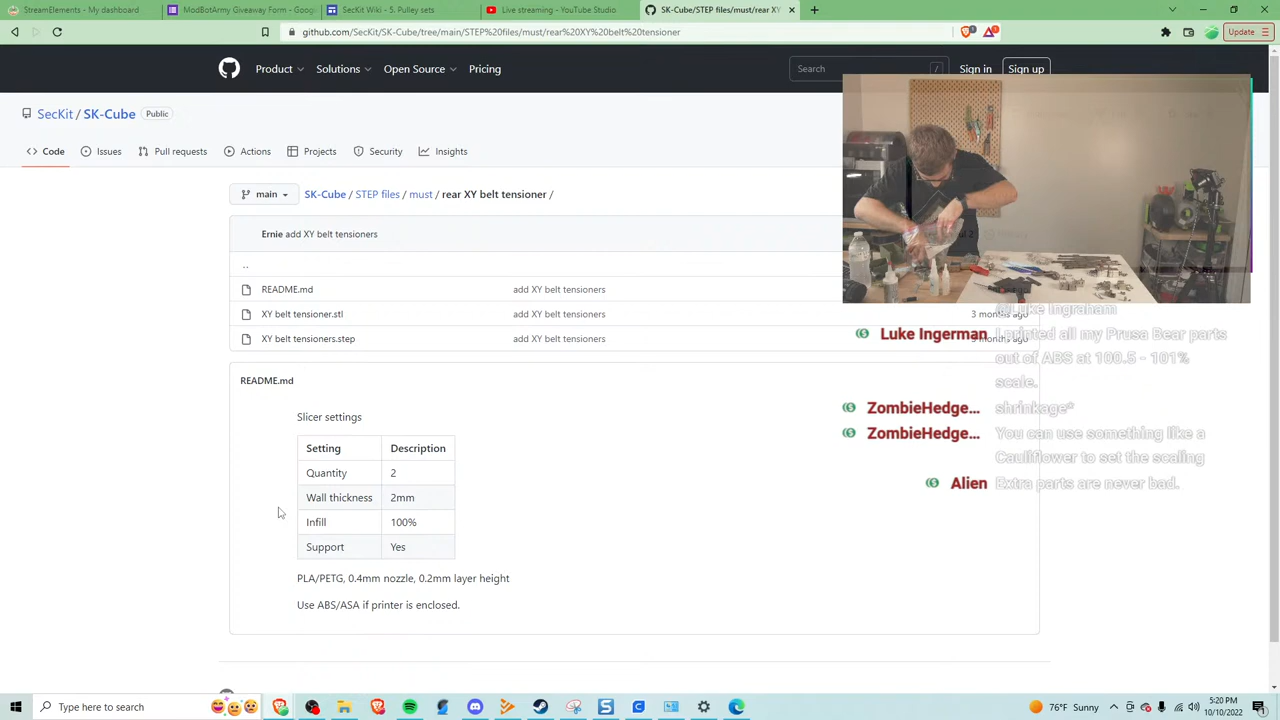 StreamElements - My dashboard
ModBotArmy Giveaway Form - Goog
SecKit Wiki - 5. Pulley sets
Live streaming - YouTube Studio
SK-Cube/STEP files/must/rear XY
github.com/SecKit/SK-Cube/tree/main/STEP%20files/must/rear%20XY%20belt%20tensioner
Update
Product
Solutions
Open Source
Pricing
Search
/
Sign in
Sign up
SecKit / SK-Cube
Public
Code
Issues
Pull requests
Actions
Projects
Security
Insights
main
SK-Cube / STEP files / must / rear XY belt tensioner /
Ernie add XY belt tensioners
..
README.md
add XY belt tensioners
XY belt tensioner.stl
add XY belt tensioners
3 months ago
XY belt tensioners.step
add XY belt tensioners
3 months ago
README.md
Slicer settings
Setting Description
Quantity 2
Wall thickness 2mm
Infill 100%
Support Yes
PLA/PETG, 0.4mm nozzle, 0.2mm layer height
Use ABS/ASA if printer is enclosed.
@Luke Ingraham
Luke Ingerman I printed all my Prusa Bear parts
out of ABS at 100.5 - 101%
scale.
ZombieHedge... shrinkage*
ZombieHedge... You can use something like a
Cauliflower to set the scaling
Alien Extra parts are never bad.
Type here to search
76°F Sunny
5:20 PM
10/10/2022